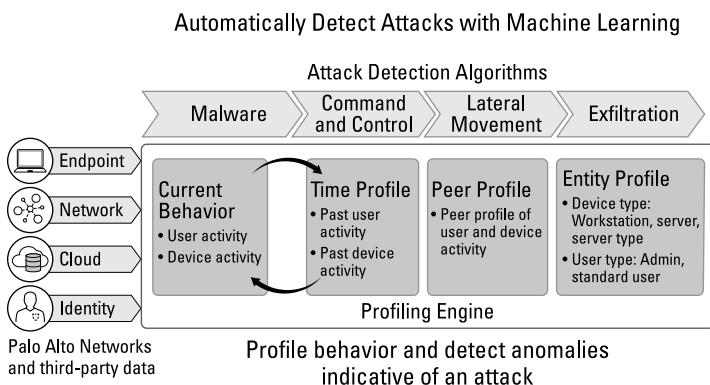 Automatically Detect Attacks with Machine Learning
Attack Detection Algorithms
Malware
Command
and Control
Lateral
Movement
Exfiltration
Endpoint
Network
Cloud
Identity
Palo Alto Networks
and third-party data
Current
Behavior
• User activity
• Device activity
Time Profile
• Past user
activity
• Past device
activity
Peer Profile
• Peer profile of
user and device
activity
Entity Profile
• Device type:
Workstation, server,
server type
• User type: Admin,
standard user
Profiling Engine
Profile behavior and detect anomalies
indicative of an attack